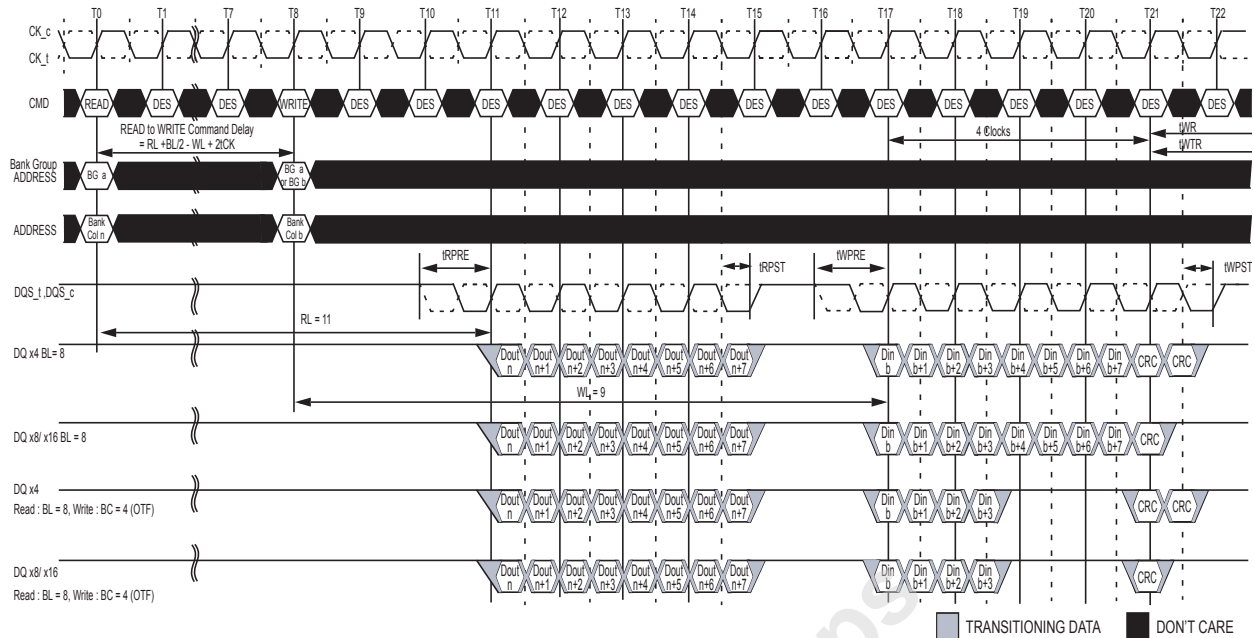 T0 T1 T7 T8 T9 T10 T11 T12 T13 T14 T15 T16 T17 T18 T19 T20 T21 T22
CK_c
CK_t
CMD READ DES DES WRITE DES DES DES DES DES DES DES DES DES DES DES DES DES DES
READ to WRITE Command Delay
= RL +BL/2 - WL + 2tCK
4 Clocks
tWR
tWTR
Bank Group
ADDRESS
BG a
BG a
or BG b
ADDRESS
Bank
Col n
Bank
Col b
tRPRE tRPST tWPRE tWPST
DQS_t ,DQS_c
RL = 11
DQ x4 BL= 8
Dout n Dout n+1 Dout n+2 Dout n+3 Dout n+4 Dout n+5 Dout n+6 Dout n+7 Din b Din b+1 Din b+2 Din b+3 Din b+4 Din b+5 Din b+6 Din b+7 CRC CRC
WL = 9
DQ x8/ x16 BL = 8
Dout n Dout n+1 Dout n+2 Dout n+3 Dout n+4 Dout n+5 Dout n+6 Dout n+7 Din b Din b+1 Din b+2 Din b+3 Din b+4 Din b+5 Din b+6 Din b+7 CRC
DQ x4
Read : BL = 8, Write : BC = 4 (OTF)
Dout n Dout n+1 Dout n+2 Dout n+3 Dout n+4 Dout n+5 Dout n+6 Dout n+7 Din b Din b+1 Din b+2 Din b+3 CRC CRC
DQ x8/ x16
Read : BL = 8, Write : BC = 4 (OTF)
Dout n Dout n+1 Dout n+2 Dout n+3 Dout n+4 Dout n+5 Dout n+6 Dout n+7 Din b Din b+1 Din b+2 Din b+3 CRC
TRANSITIONING DATA DON'T CARE